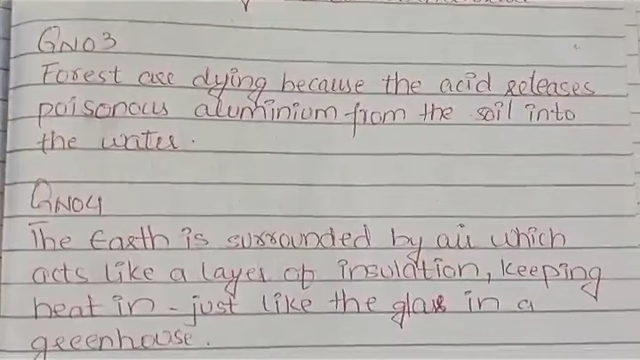 GNO3
Forest are dying because the acid releases
poisonous aluminium from the soil into
the water.
GNO4
The Earth is surrounded by air which
acts like a layer of insulation, keeping
heat in - just like the glass in a
greenhouse.